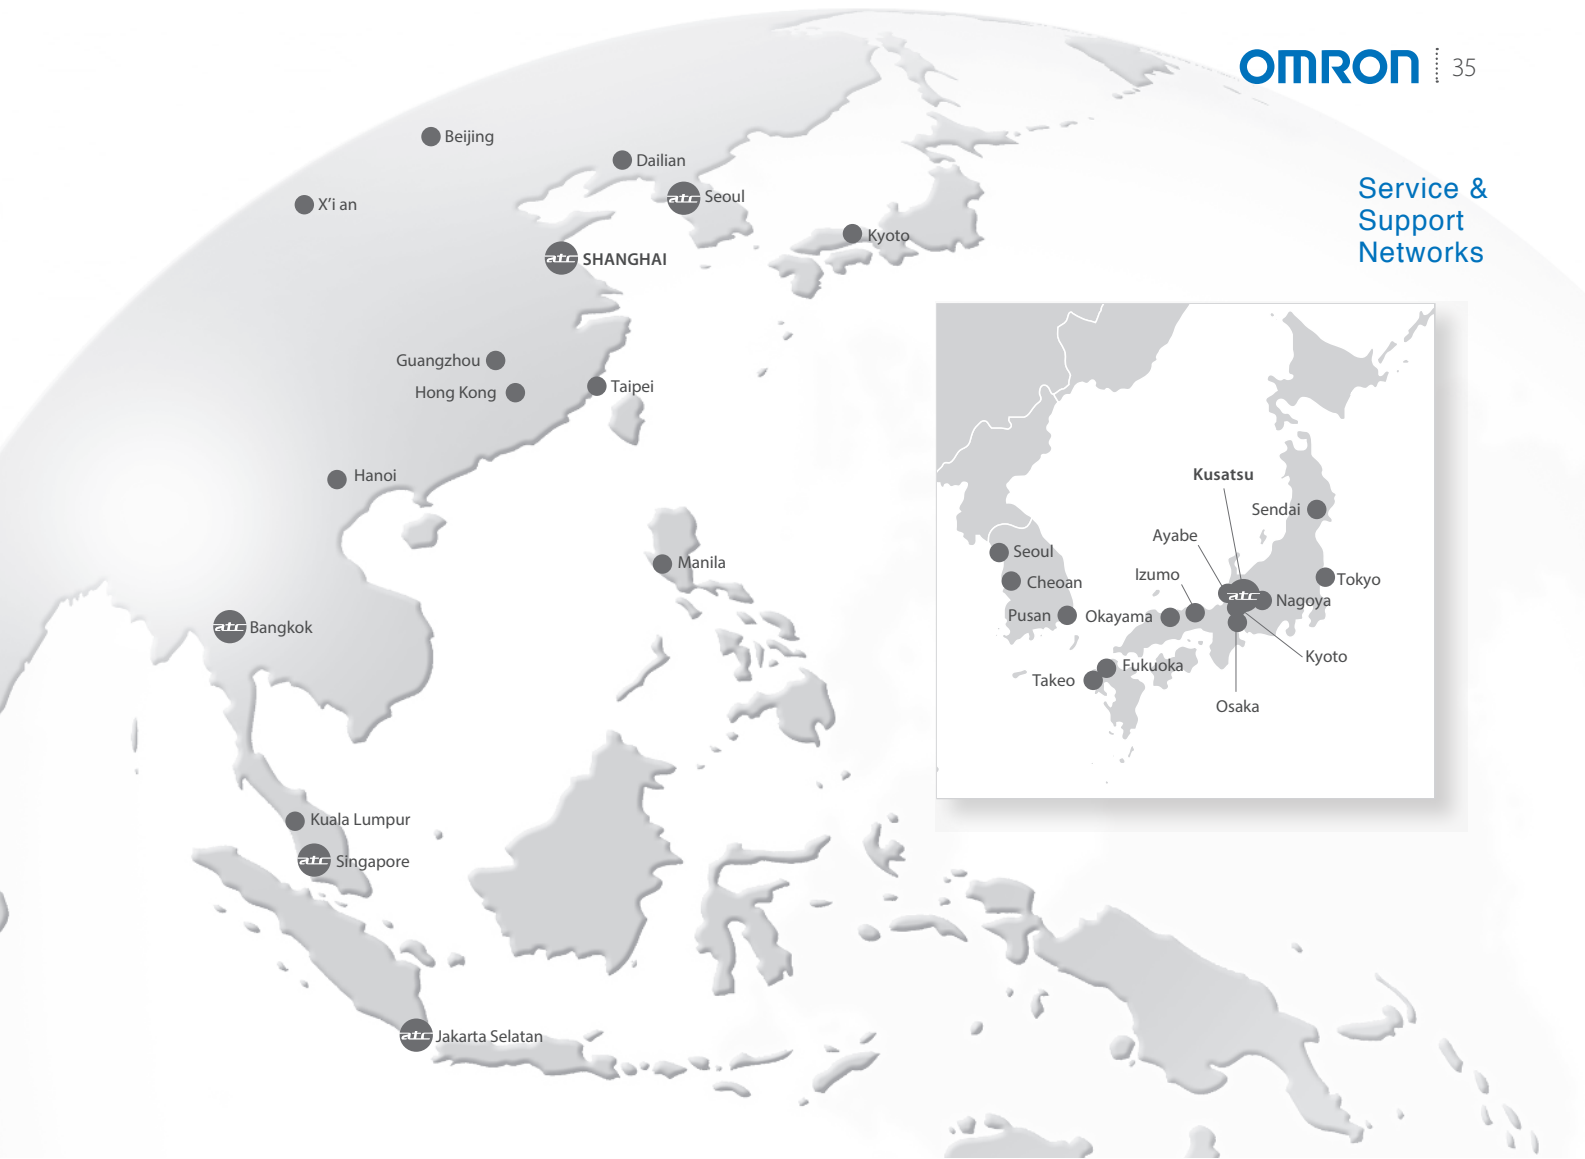 OMRON 35
Service &
Support
Networks
Beijing
Dailian
X'i an
atc Seoul
Kyoto
atc SHANGHAI
Guangzhou
Hong Kong
Taipei
Hanoi
Manila
atc Bangkok
Kuala Lumpur
atc Singapore
atc Jakarta Selatan
Kusatsu
Sendai
Ayabe
Seoul
Izumo
Cheoan
Tokyo
atc
Nagoya
Pusan
Okayama
Kyoto
Fukuoka
Takeo
Osaka